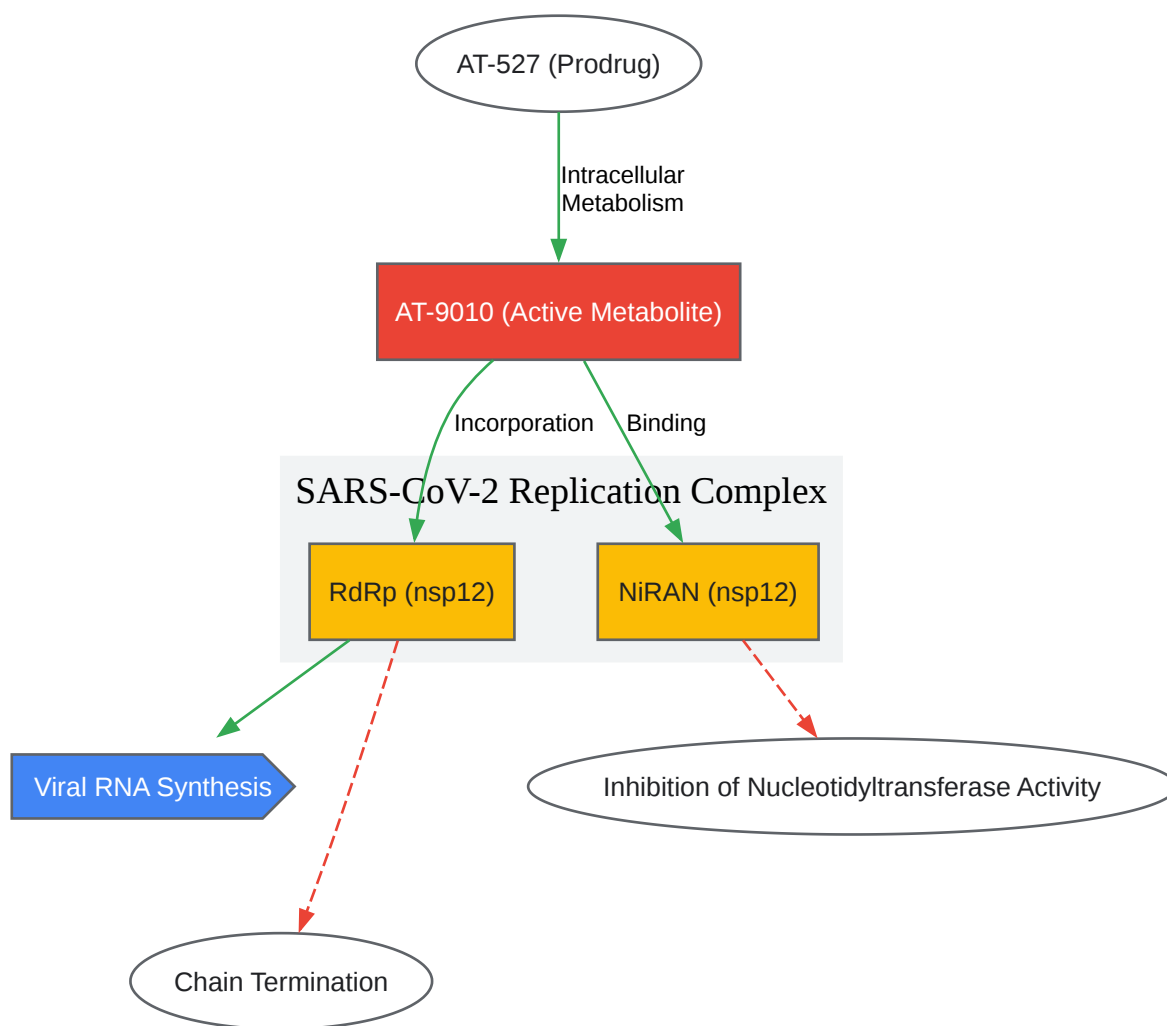 AT-527 (Prodrug)
Intracellular
Metabolism
AT-9010 (Active Metabolite)
Incorporation
Binding
SARS-CoV-2 Replication Complex
RdRp (nsp12)
NiRAN (nsp12)
Viral RNA Synthesis
Inhibition of Nucleotidyltransferase Activity
Chain Termination